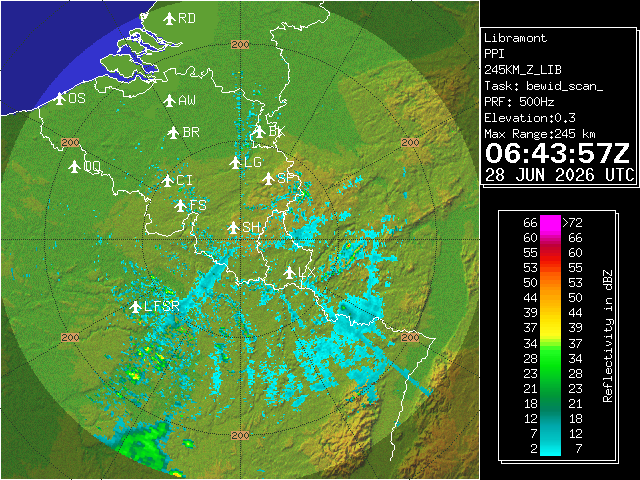 RD
200
OS
AW
BR
BK
200
200
OQ
LG
CI
SP
FS
SH
LX
LFSR
200
200
200
Libramont
PPI
245KM_Z_LIB
Task: bewid_scan_
PRF: 500Hz
Elevation:0.3
Max Range:245 km
06:43:57Z
28 JUN 2026 UTC
66 >72
60 66
55 60
53 55
50 53
44 50
39 44
37 39
34 37
28 34
23 28
21 23
18 21
12 18
7 12
2 7
Reflectivity in dBZ